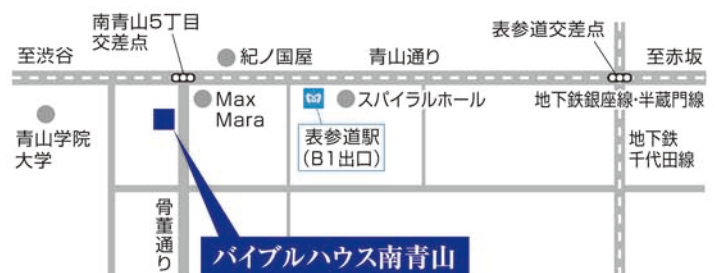 南青山5丁目
交差点
表参道交差点
至渋谷
紀ノ国屋
青山通り
至赤坂
Max
Mara
スパイラルホール
地下鉄銀座線・半蔵門線
青山学院
大学
表参道駅
(B1出口)
地下鉄
千代田線
骨董通り
バイブルハウス南青山